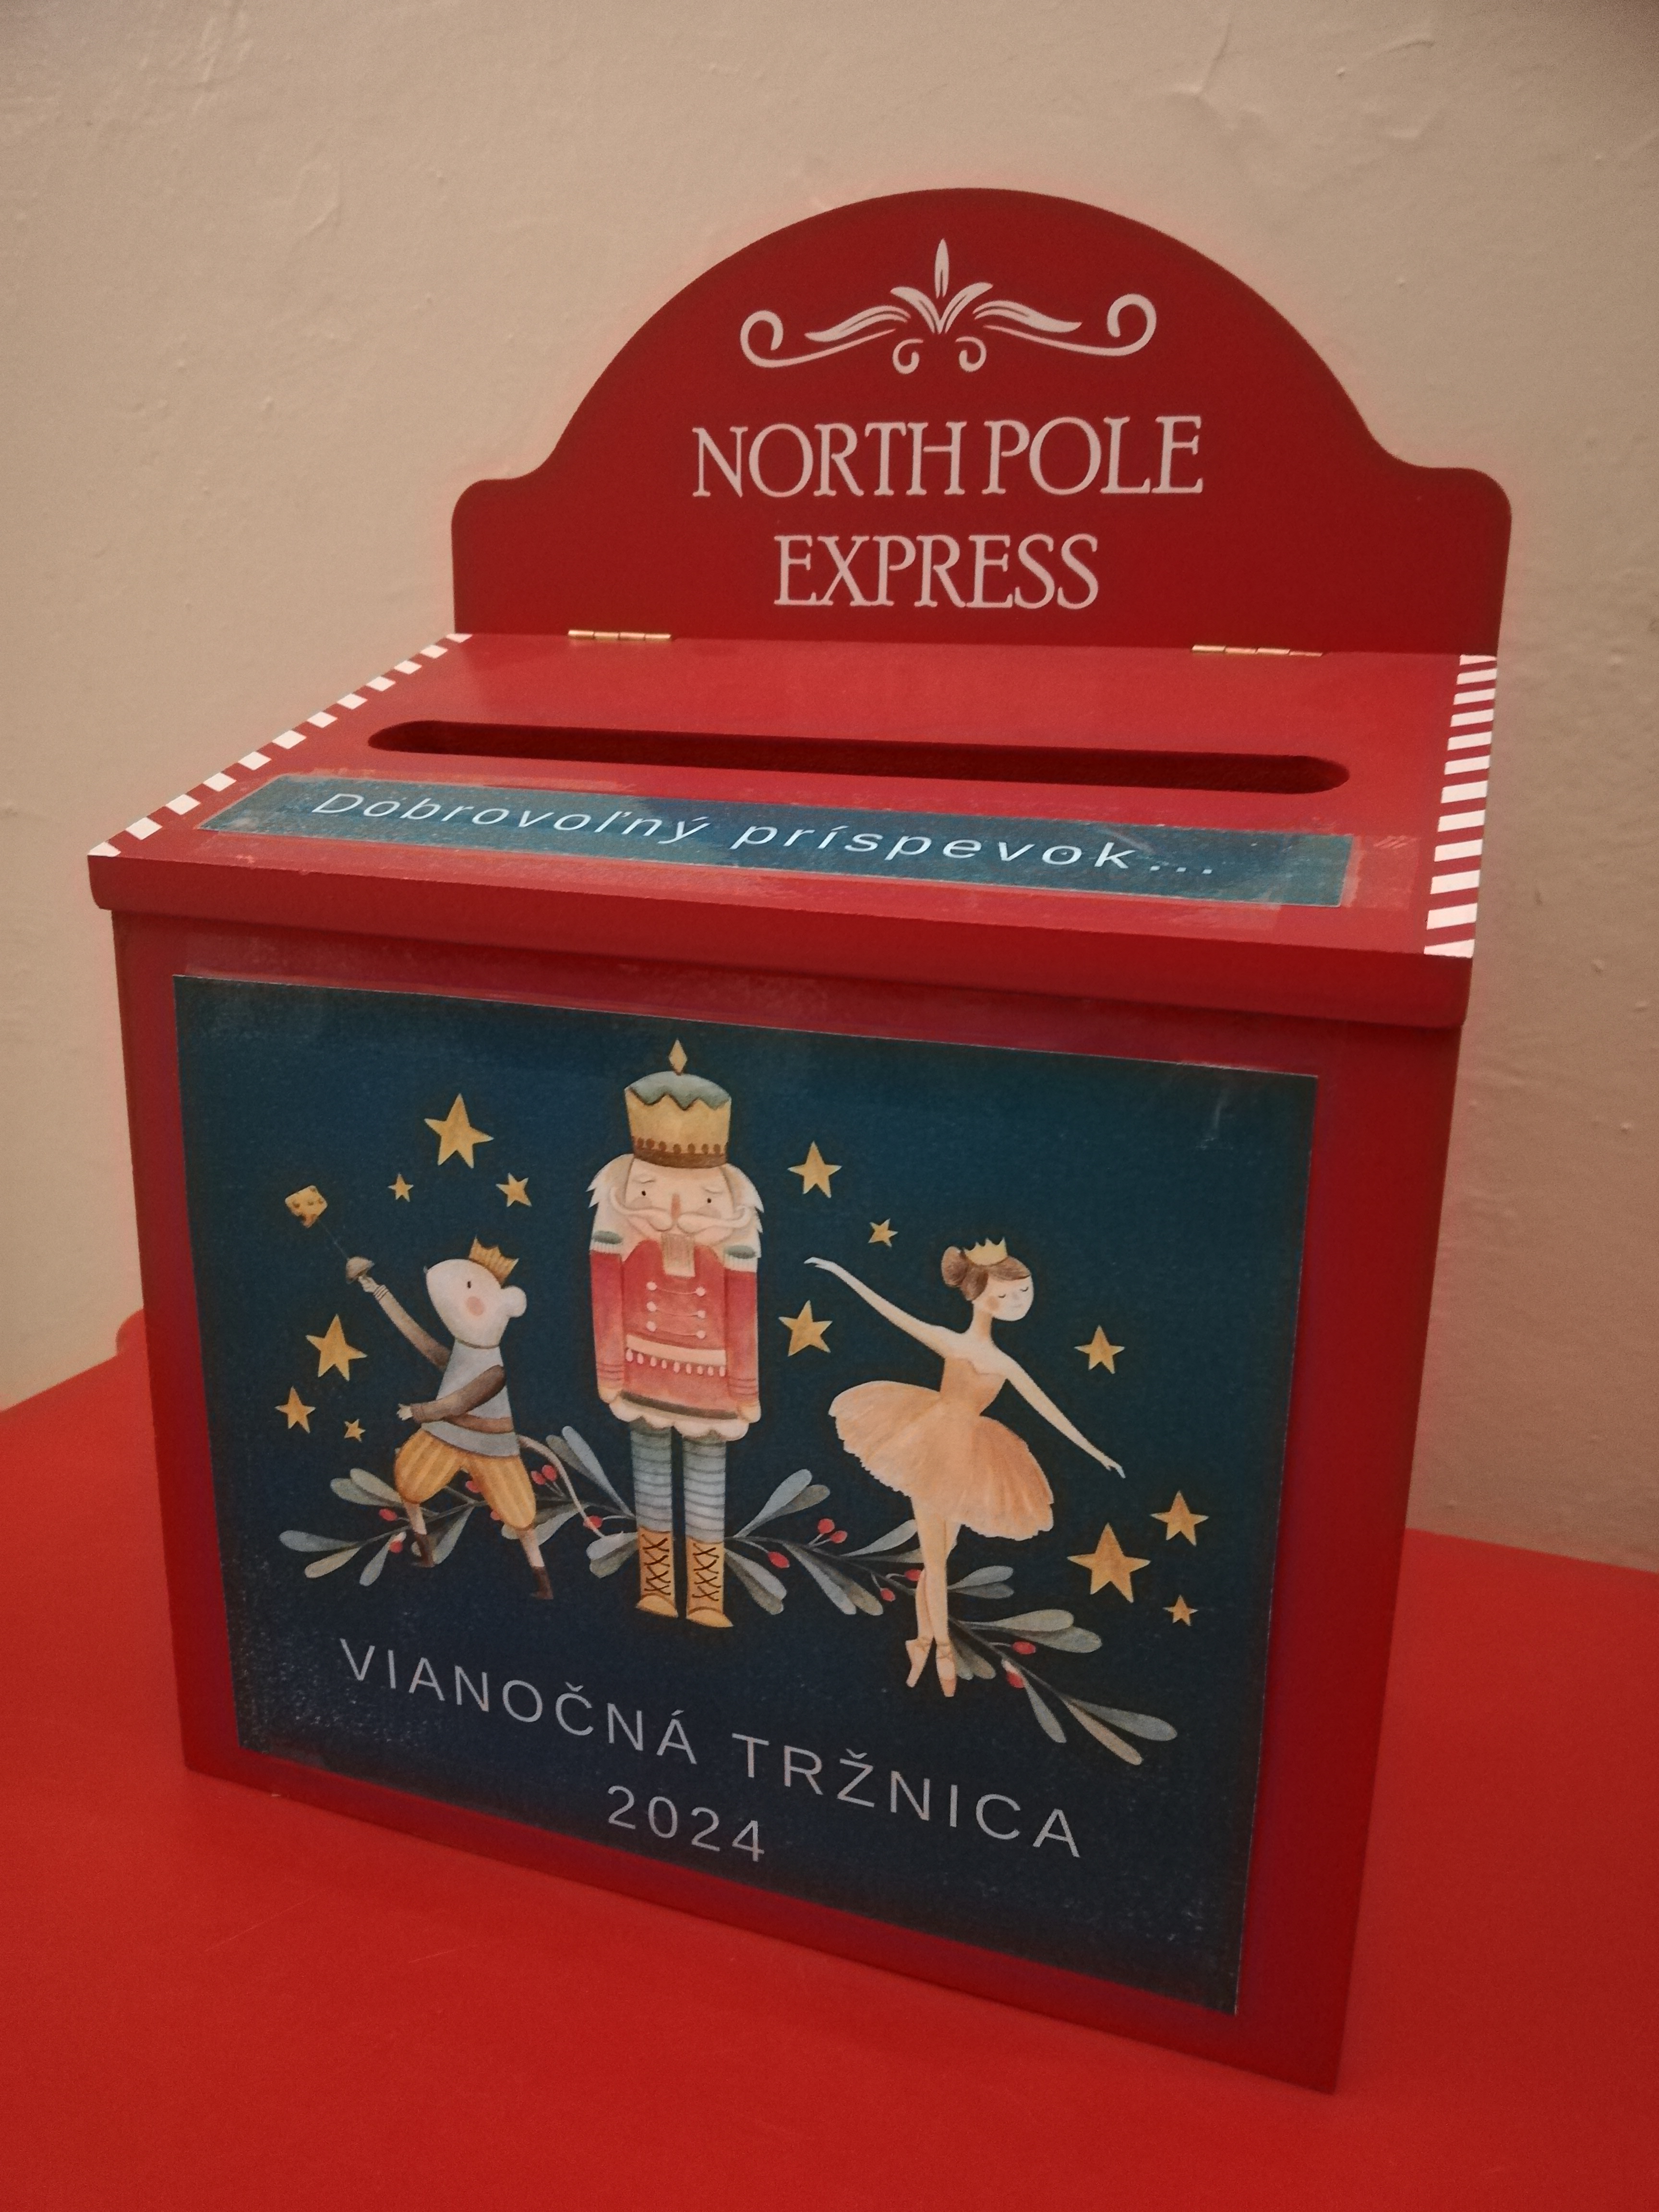 NORTH POLE
EXPRESS
Dobrovoľný príspevok...
VIANOČNÁ TRŽNICA
2024